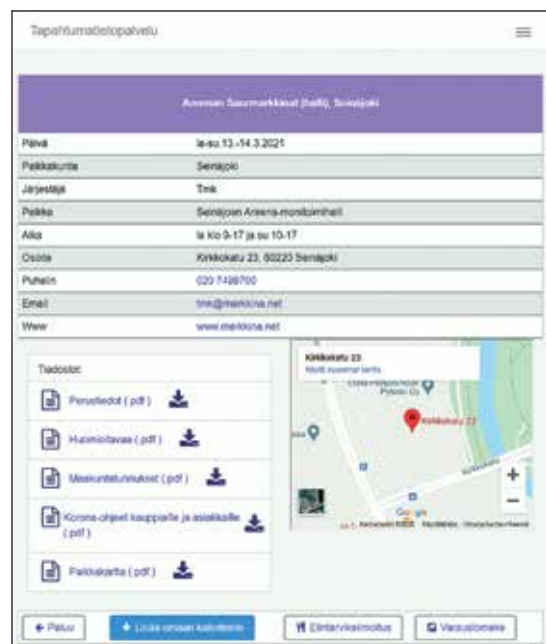 Tapahtumatietopalvelu
Areenan Suurmarkkinat (halli), Seinäjoki
Päivä la-su 13.-14.3.2021
Paikkakunta Seinäjoki
Järjestäjä Tmk
Paikka Seinäjoen Areena-monitoimihalli
Aika la klo 9-17 ja su 10-17
Osoite Kirkkokatu 23, 60220 Seinäjoki
Puhelin
Email tmk@markkina.net
Www www.markkina.net
Tiedostot:
Perustiedot ( pdf )
Huomioitavaa ( pdf )
Maakuntatunnukset ( pdf )
Korona-ohjeet kauppiaille ja asiakkaille
( pdf )
Paikkakartta ( pdf )
Kirkkokatu 23
Näytä suurempi kartta
Kirkkokatu 23
Kirkkokatu
Google
Paluu
Lisää omaan kalenteriin
Elintarvikeilmoitus
Varauslomake